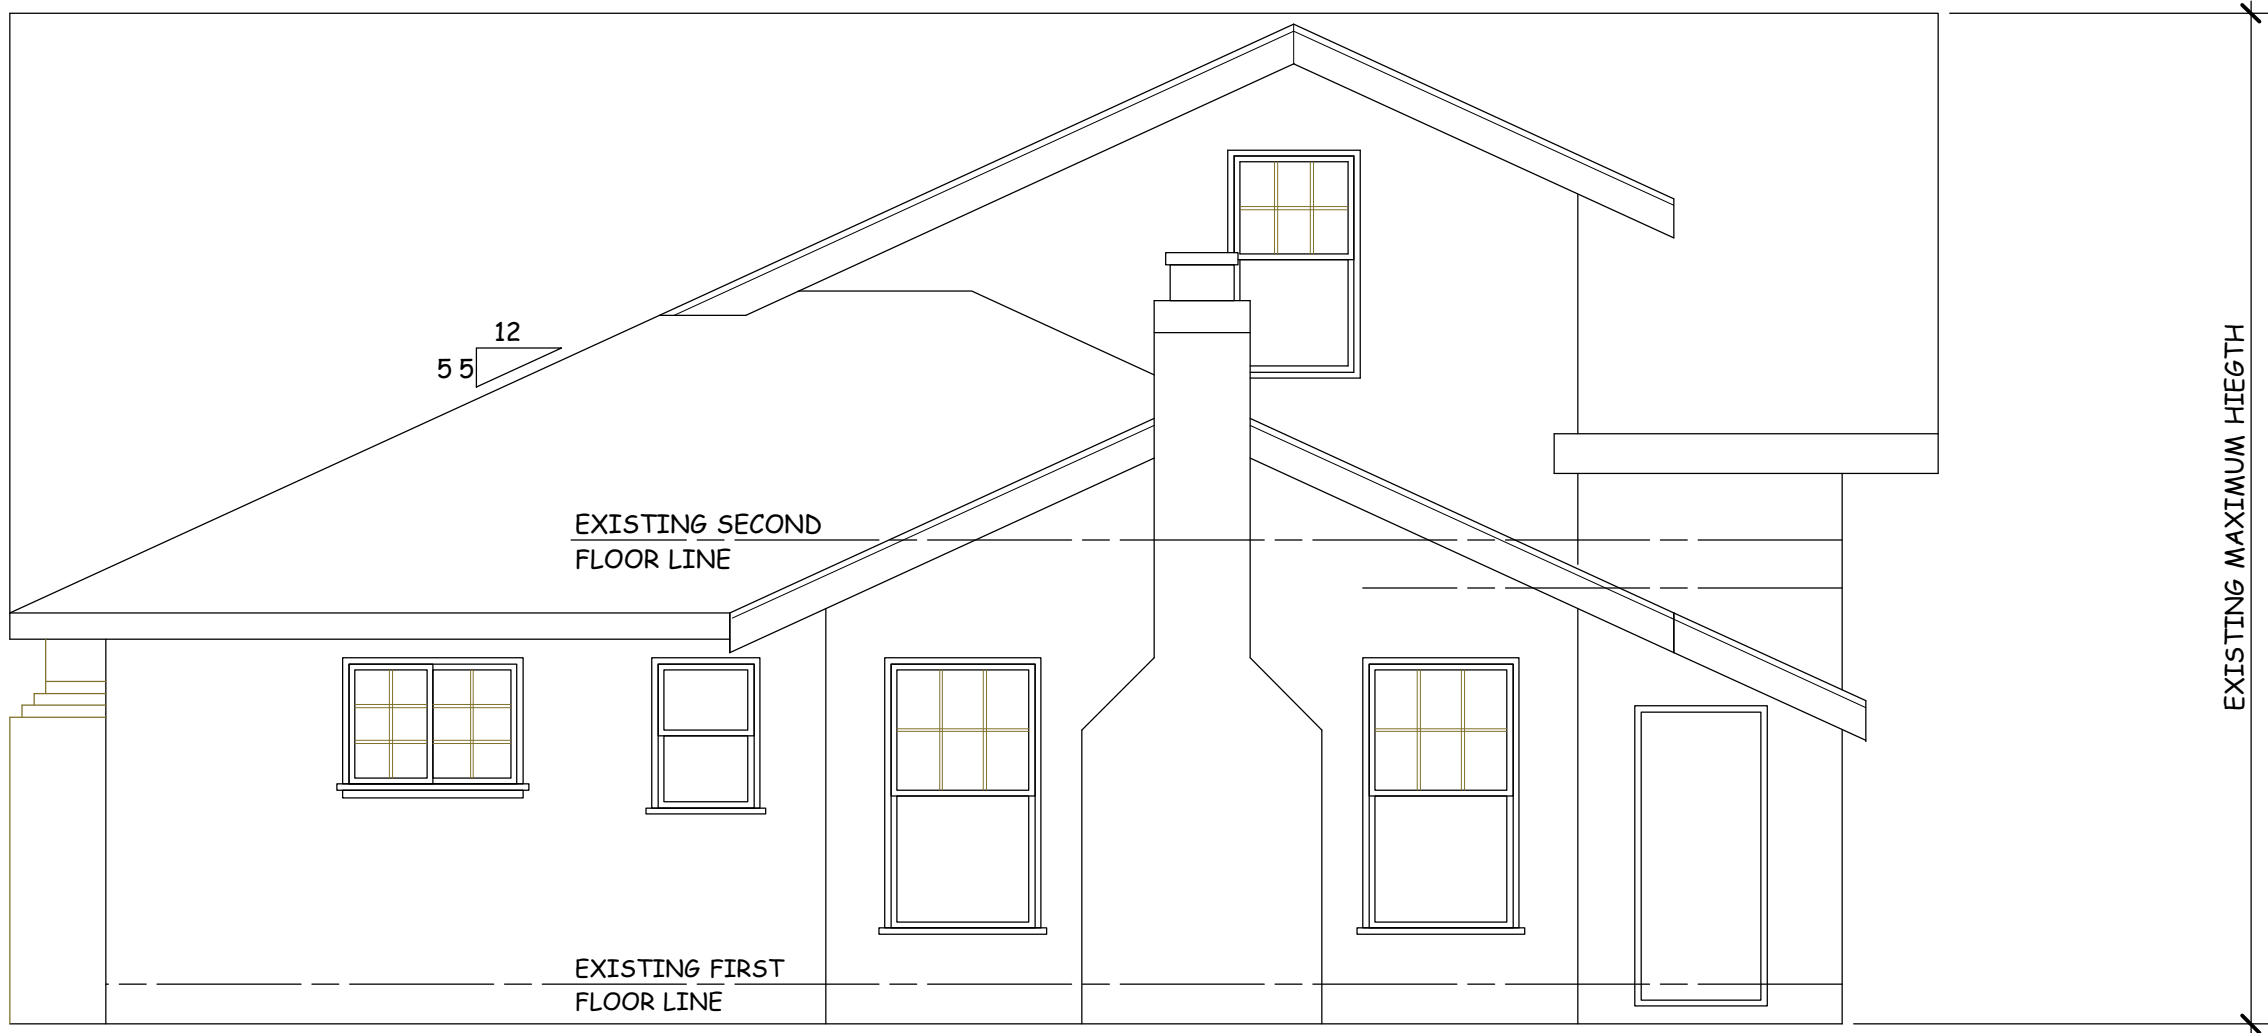 12
5 5
EXISTING SECOND
FLOOR LINE
EXISTING FIRST
FLOOR LINE
EXISTING MAXIMUM HIEGTH